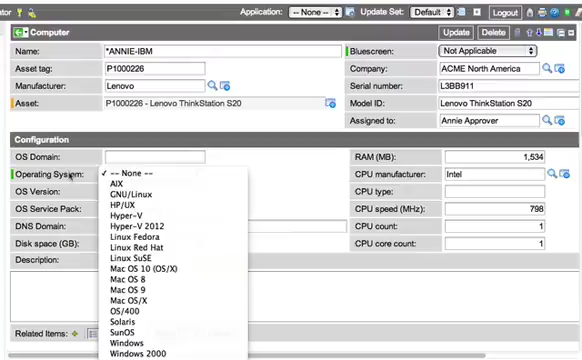 ator Application: -- None -- Update Set: Default Logout
Computer Update Delete
Name: *ANNIE-IBM Bluescreen: Not Applicable
Asset tag: P1000226 Company: ACME North America
Manufacturer: Lenovo Serial number: L3BB911
Asset: P1000226 - Lenovo ThinkStation S20 Model ID: Lenovo ThinkStation S20
Assigned to: Annie Approver
Configuration
OS Domain: RAM (MB): 1,534
Operating System: -- None -- CPU manufacturer: Intel
AIX
OS Version: GNU/Linux CPU type:
OS Service Pack: HP/UX CPU speed (MHz): 798
Hyper-V
DNS Domain: Hyper-V 2012 CPU count: 1
Disk space (GB): Linux Fedora CPU core count: 1
Linux Red Hat
Description: Linux SuSE
Mac OS 10 (OS/X)
Mac OS 8
Mac OS 9
Mac OS/X
OS/400
Solaris
Related Items: SunOS
Windows
Windows 2000